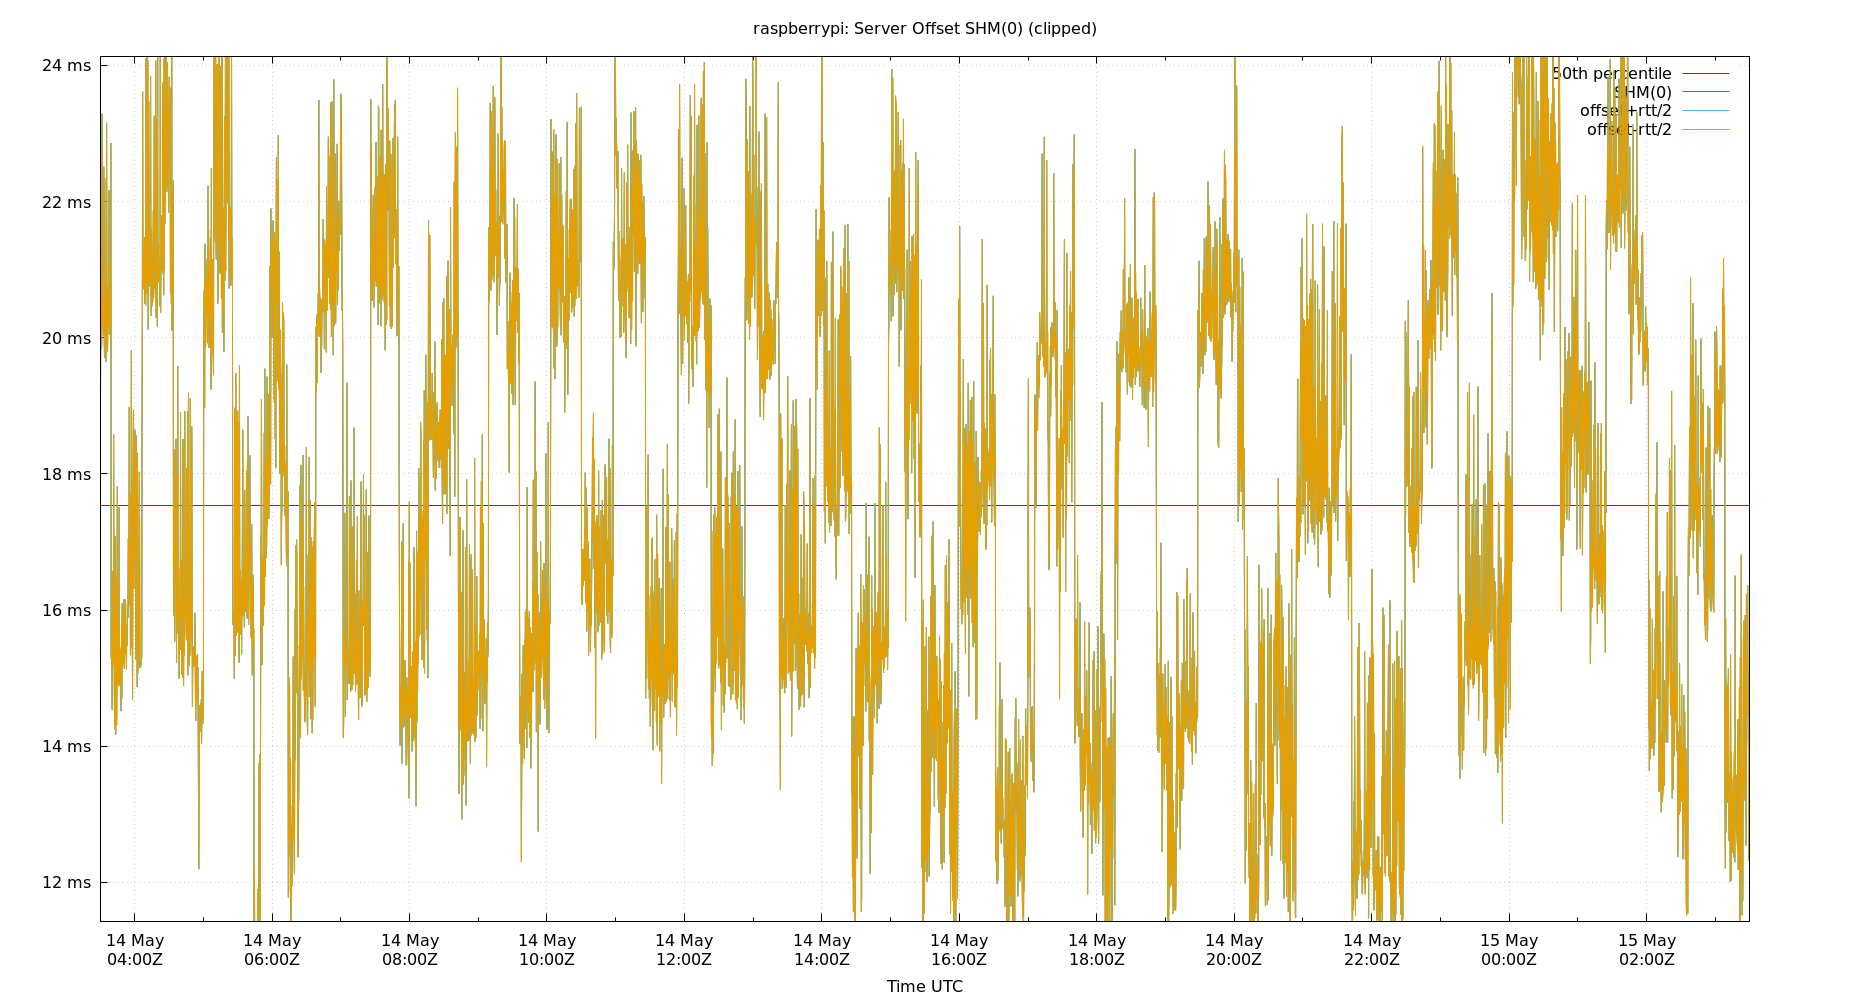 raspberrypi: Server Offset SHM(0) (clipped)
24 ms
22 ms
20 ms
18 ms
16 ms
14 ms
12 ms
50th percentile
SHM(0)
offset+rtt/2
offset-rtt/2
14 May 14 May 14 May 14 May 14 May 14 May 14 May 14 May 14 May 14 May 15 May 15 May
04:00Z 06:00Z 08:00Z 10:00Z 12:00Z 14:00Z 16:00Z 18:00Z 20:00Z 22:00Z 00:00Z 02:00Z
Time UTC